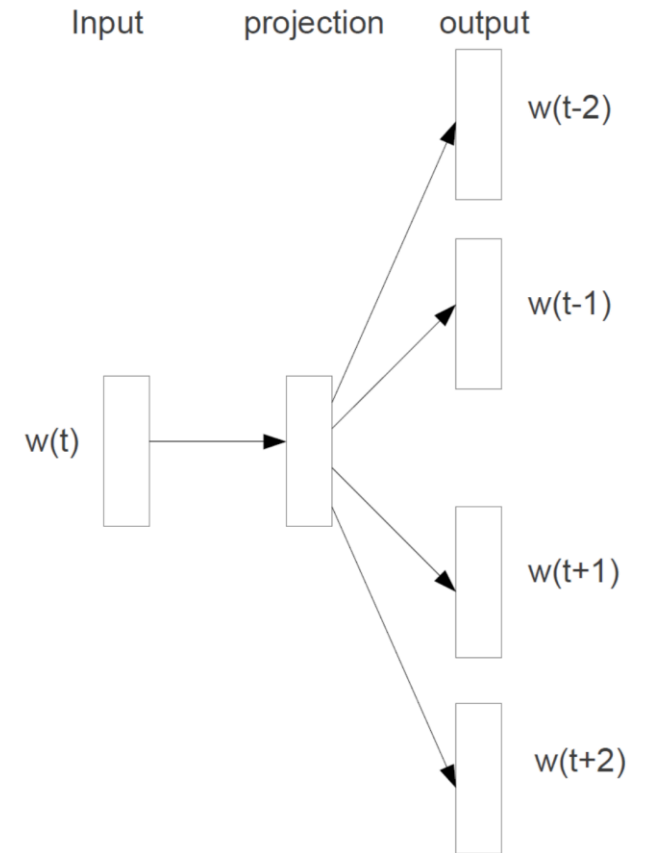 Input projection output
w(t-2)
w(t-1)
w(t)
w(t+1)
w(t+2)